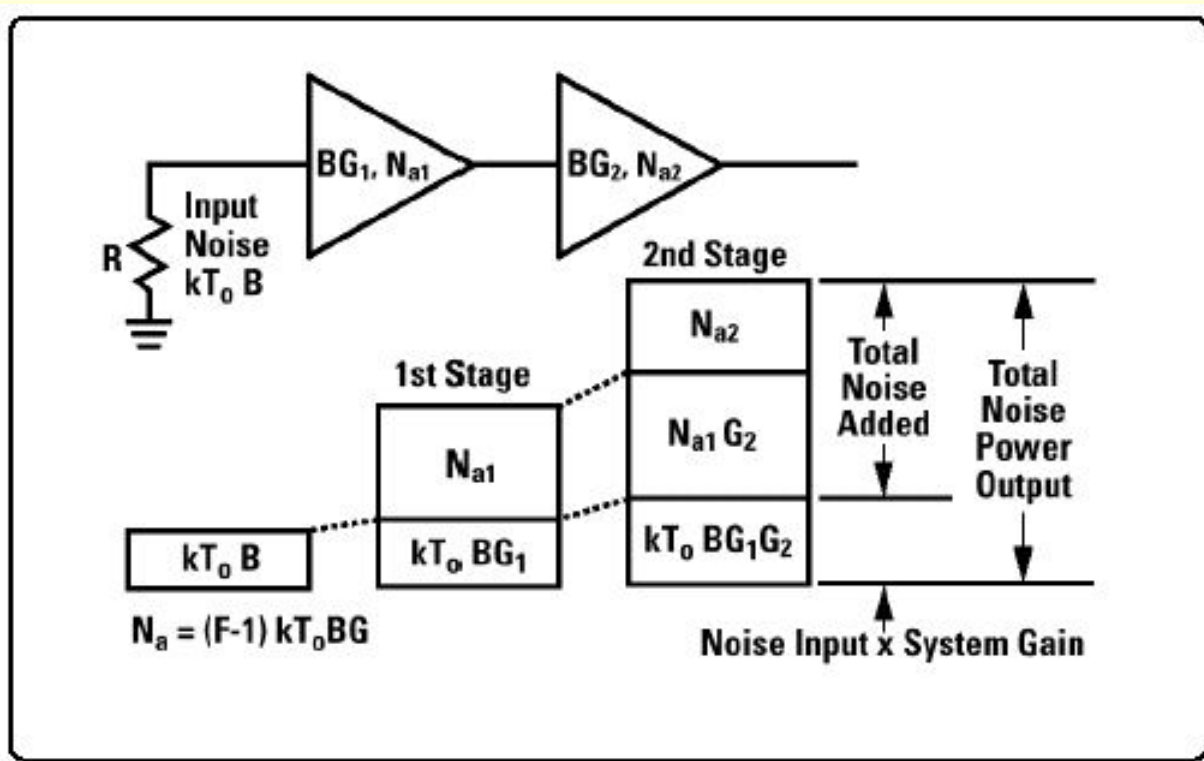 BG₁, Nₐ₁
BG₂, Nₐ₂
R
Input
Noise
kTₒ B
2nd Stage
Nₐ₂
Nₐ₁ G₂
kTₒ BG₁G₂
1st Stage
Nₐ₁
kTₒ BG₁
kTₒ B
Nₐ = (F-1) kTₒBG
Total
Noise
Added
Total
Noise
Power
Output
Noise Input x System Gain